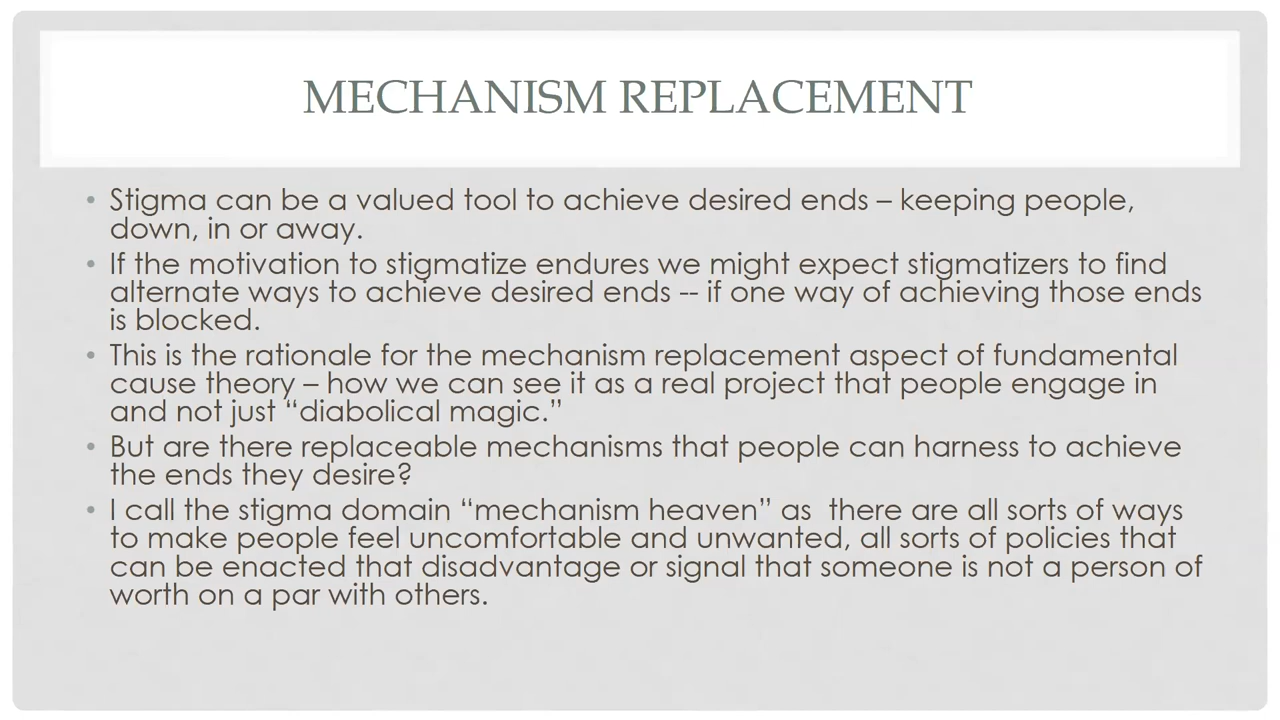 MECHANISM REPLACEMENT
• Stigma can be a valued tool to achieve desired ends – keeping people,
down, in or away.
• If the motivation to stigmatize endures we might expect stigmatizers to find
alternate ways to achieve desired ends -- if one way of achieving those ends
is blocked.
• This is the rationale for the mechanism replacement aspect of fundamental
cause theory – how we can see it as a real project that people engage in
and not just “diabolical magic.”
• But are there replaceable mechanisms that people can harness to achieve
the ends they desire?
• I call the stigma domain “mechanism heaven” as  there are all sorts of ways
to make people feel uncomfortable and unwanted, all sorts of policies that
can be enacted that disadvantage or signal that someone is not a person of
worth on a par with others.